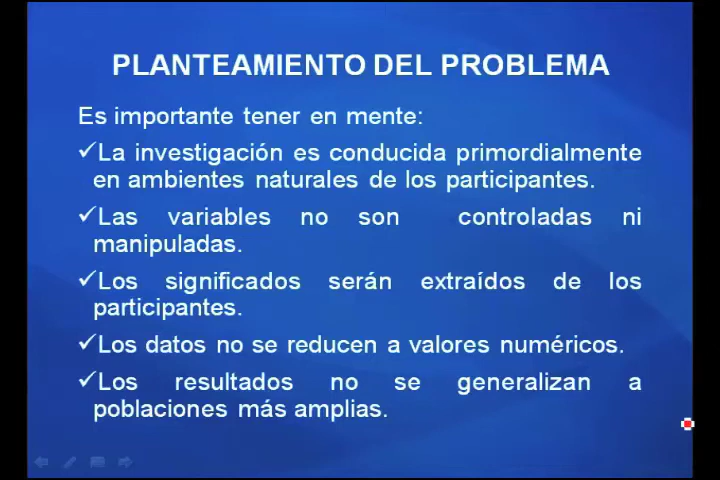 PLANTEAMIENTO DEL PROBLEMA
Es importante tener en mente:
✓La investigación es conducida primordialmente
en ambientes naturales de los participantes.
✓Las variables no son controladas ni
manipuladas.
✓Los significados serán extraídos de los
participantes.
✓Los datos no se reducen a valores numéricos.
✓Los resultados no se generalizan a
poblaciones más amplias.